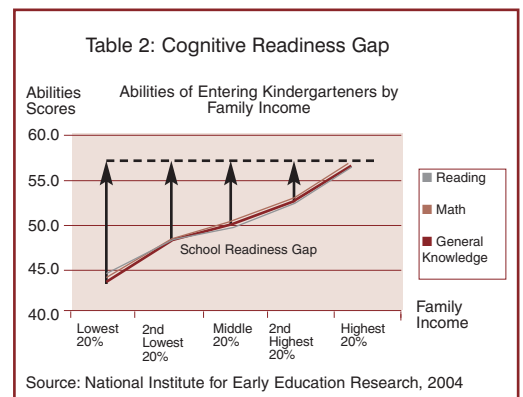 Table 2: Cognitive Readiness Gap
Abilities
Scores
Abilities of Entering Kindergarteners by
Family Income
60.0
55.0
50.0
45.0
40.0
School Readiness Gap
Reading
Math
General
Knowledge
Lowest
20%
2nd
Lowest
20%
Middle
20%
2nd
Highest
20%
Highest
20%
Family
Income
Source: National Institute for Early Education Research, 2004